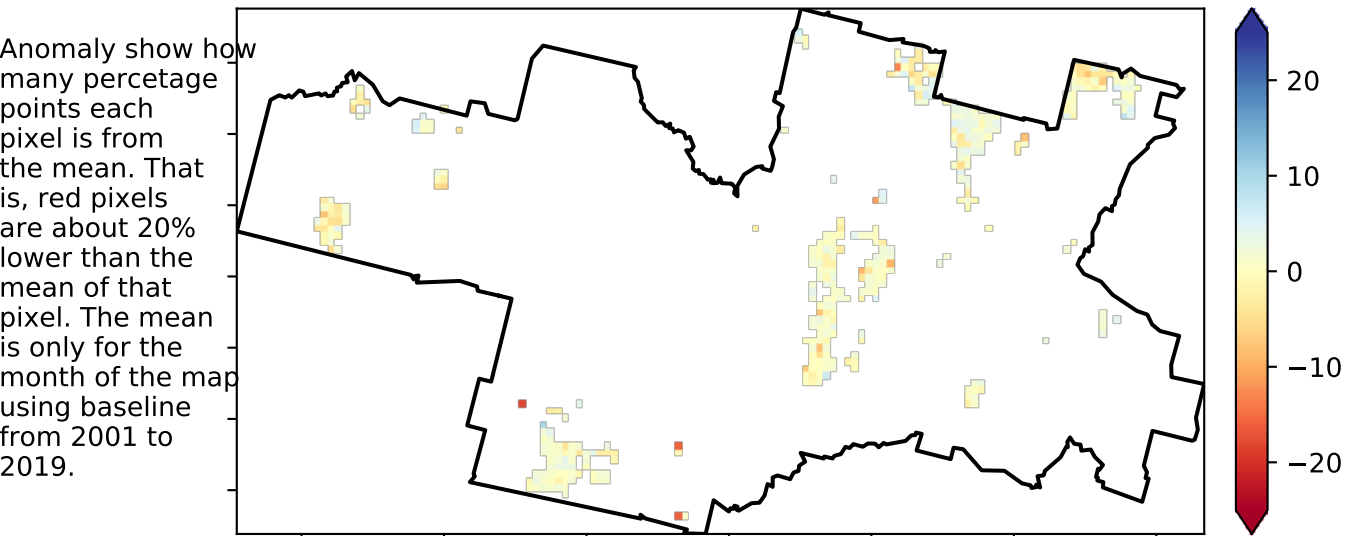 Anomaly show how
many percetage
points each
pixel is from
the mean. That
is, red pixels
are about 20%
lower than the
mean of that
pixel. The mean
is only for the
month of the map
using baseline
from 2001 to
2019.
20
10
0
−10
−20